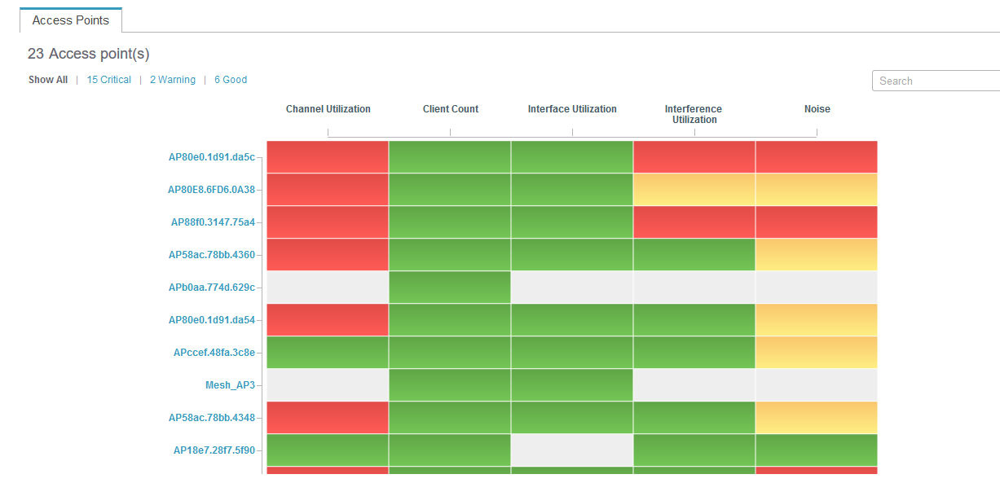 Access Points
23 Access point(s)
Show All | 15 Critical | 2 Warning | 6 Good
Search
Channel Utilization Client Count Interface Utilization Interference Utilization Noise
AP80e0.1d91.da5c
AP80E8.6FD6.0A38
AP88f0.3147.75a4
AP58ac.78bb.4360
APb0aa.774d.629c
AP80e0.1d91.da54
APccef.48fa.3c8e
Mesh_AP3
AP58ac.78bb.4348
AP18e7.28f7.5f90